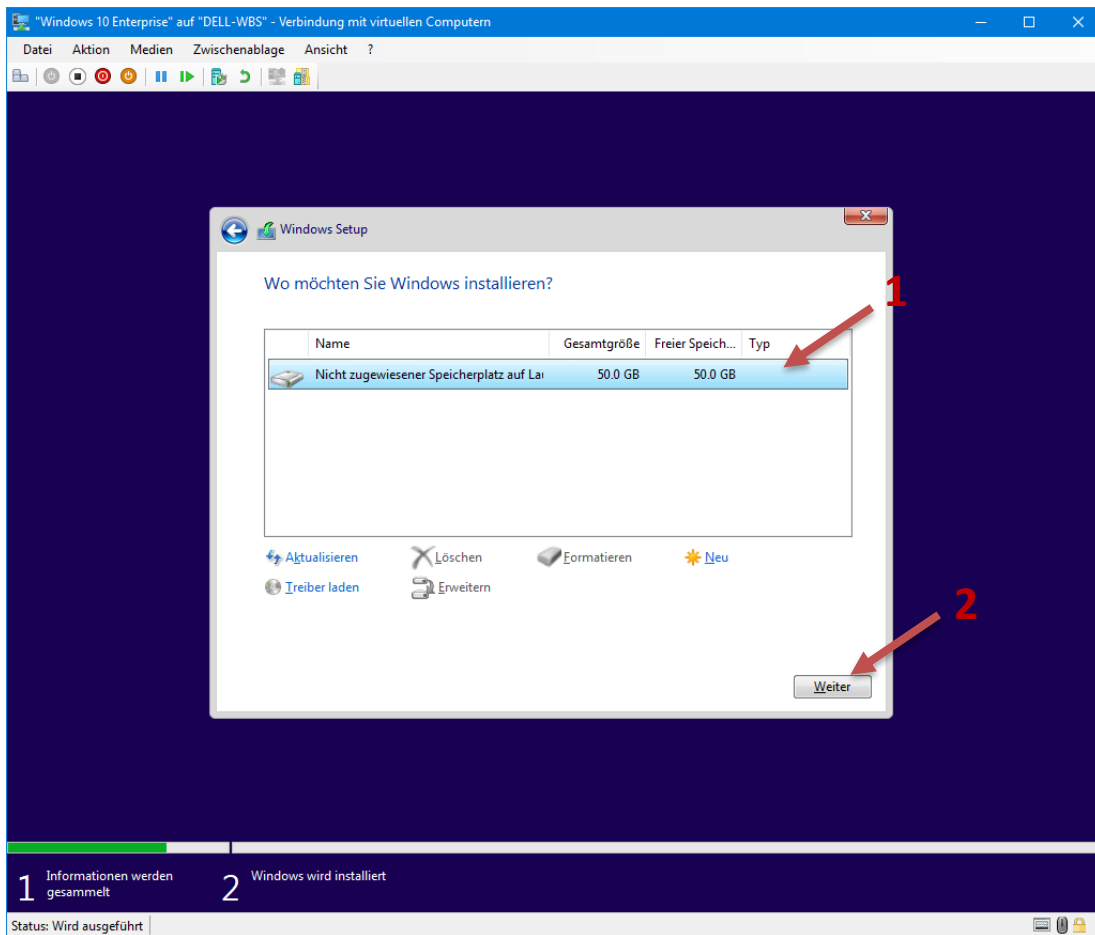 "Windows 10 Enterprise" auf "DELL-WBS" - Verbindung mit virtuellen Computern
Datei Aktion Medien Zwischenablage Ansicht ?
Windows Setup
Wo möchten Sie Windows installieren?
1
Name Gesamtgröße Freier Speich... Typ
Nicht zugewiesener Speicherplatz auf Lau 50.0 GB 50.0 GB
Aktualisieren Löschen Formatieren Neu
Treiber laden Erweitern
2
Weiter
1 Informationen werden gesammelt 2 Windows wird installiert
Status: Wird ausgeführt